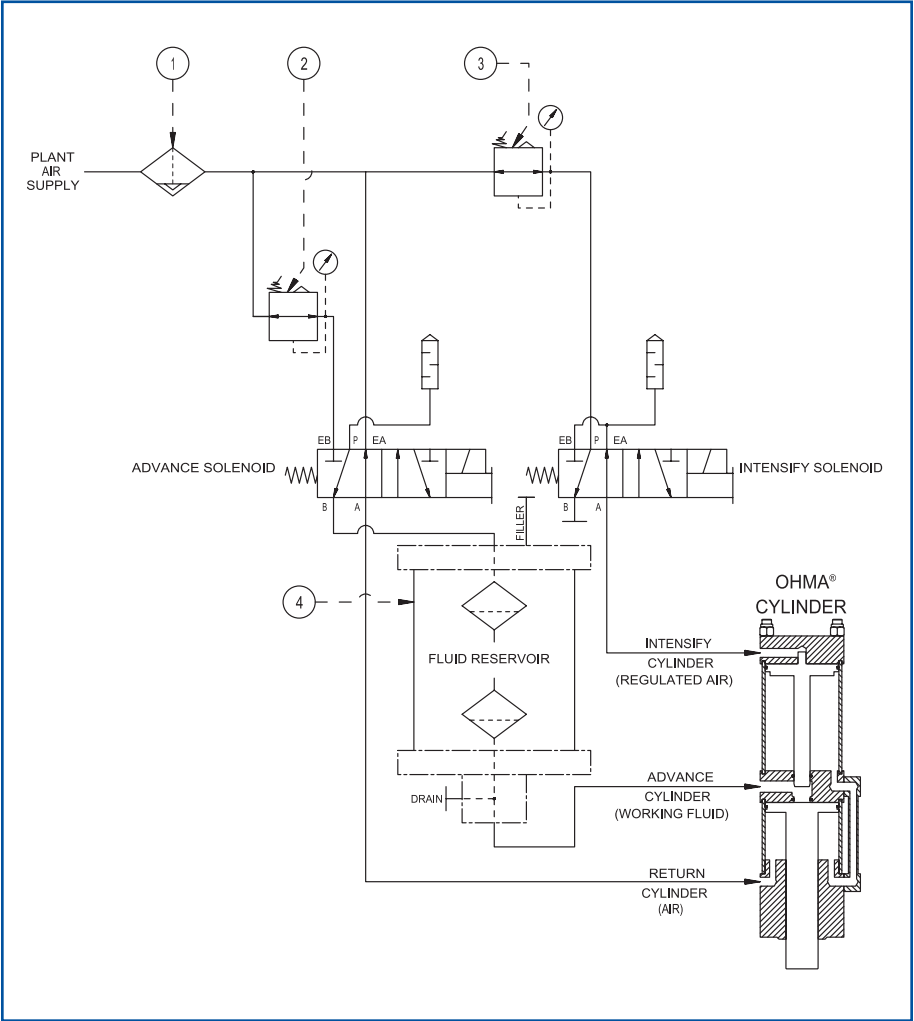 1
2
3
PLANT
AIR
SUPPLY
EB
P
EA
EB
P
EA
ADVANCE SOLENOID
INTENSIFY SOLENOID
B
A
B
A
FILLER
4
OHMA®
CYLINDER
FLUID RESERVOIR
INTENSIFY
CYLINDER
(REGULATED AIR)
ADVANCE
CYLINDER
(WORKING FLUID)
DRAIN
RETURN
CYLINDER
(AIR)